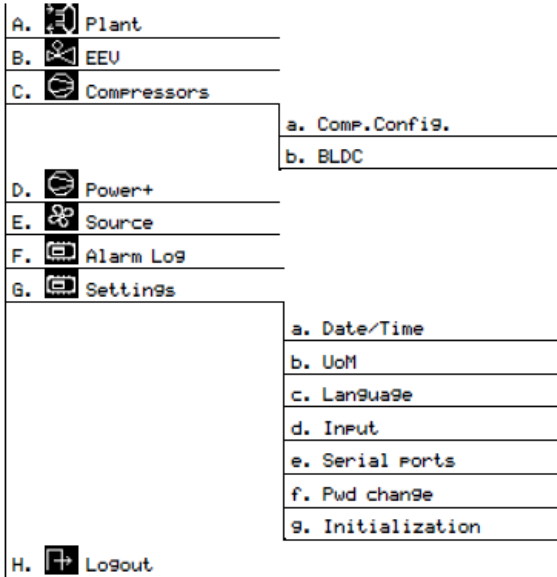 A. Plant
B. EEV
C. Compressors
a. Comp.Config.
b. BLDC
D. Power+
E. Source
F. Alarm Log
G. Settings
a. Date/Time
b. UoM
c. Language
d. Input
e. Serial ports
f. Pwd change
g. Initialization
H. Logout